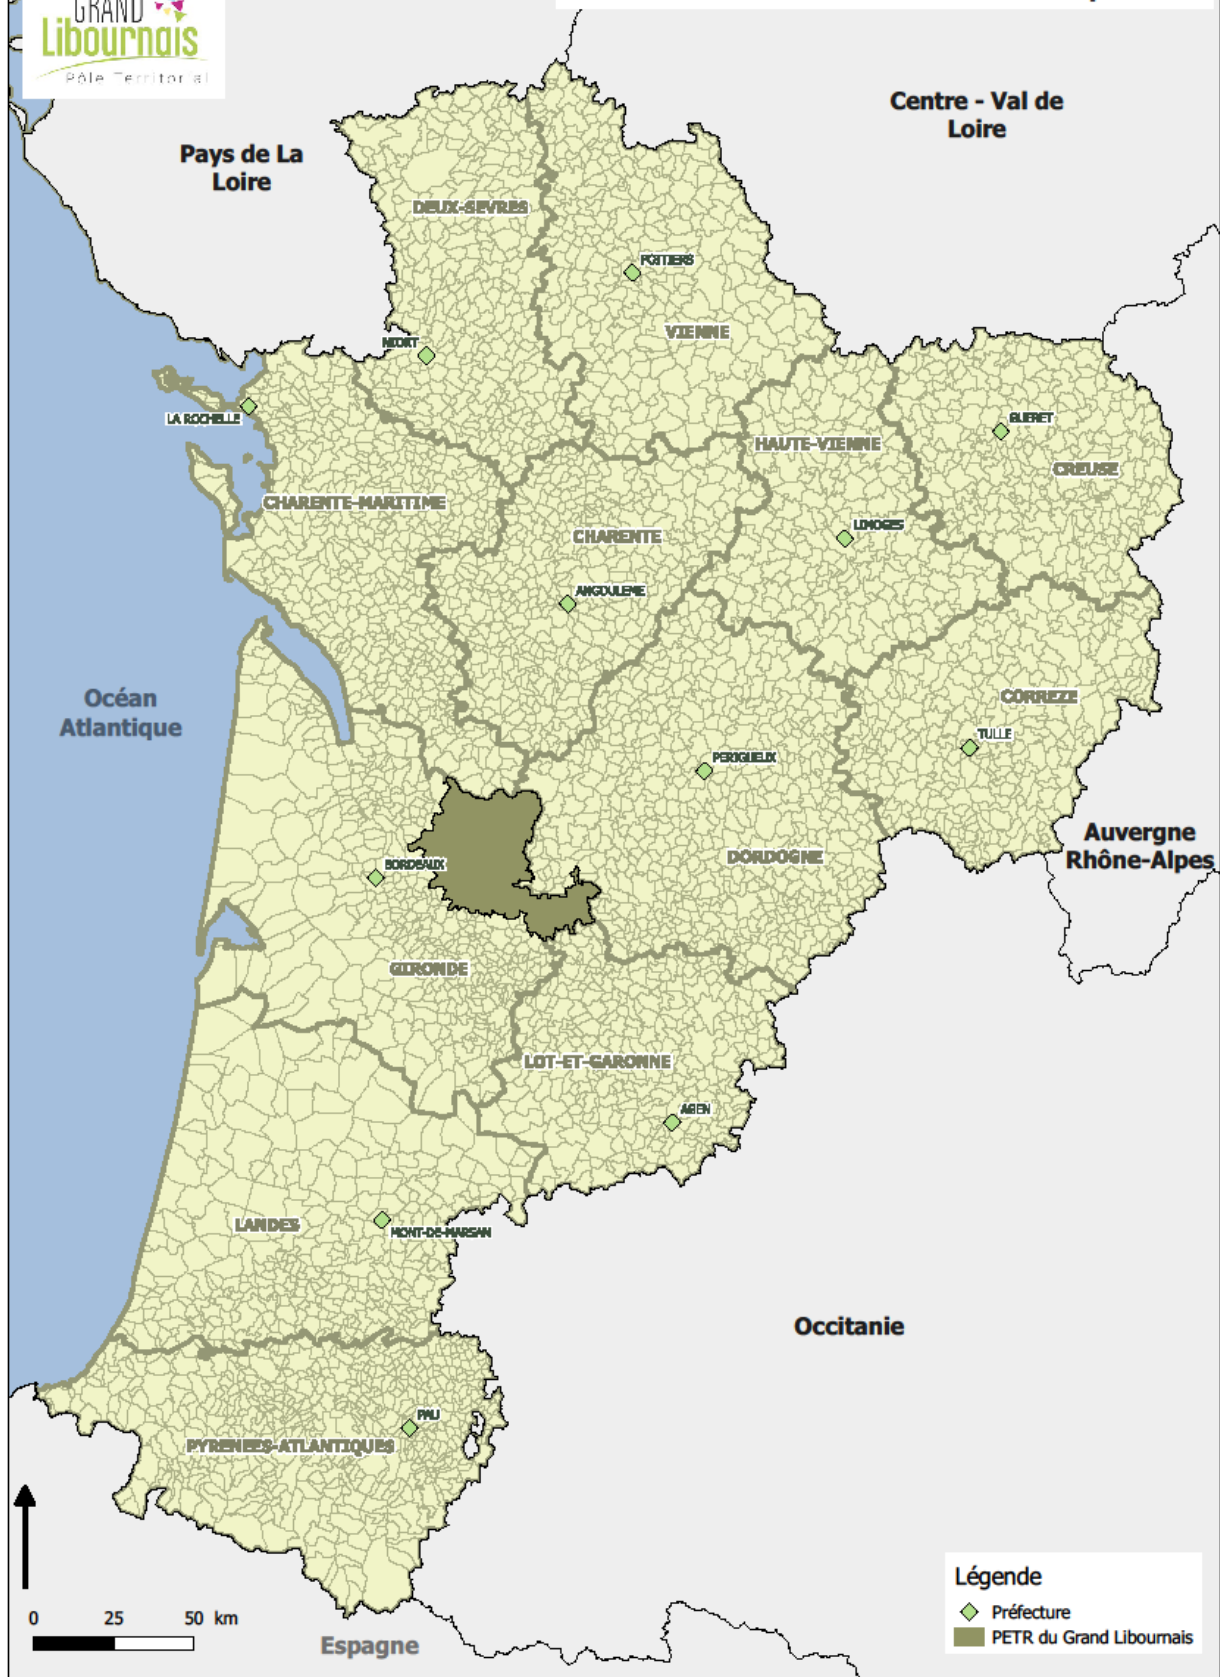 GRAND
Libournais
Pôle Territorial
Centre - Val de
Loire
Pays de La
Loire
DEUX-SEVRES
POITIERS
VIENNE
NIORT
LA ROCHELLE
GUERET
HAUTE-VIENNE
CREUSE
CHARENTE-MARITIME
LIMOGES
CHARENTE
ANGOULEME
Océan
Atlantique
CORREZE
TULLE
PERIGUEUX
Auvergne
Rhône-Alpes
DORDOGNE
BORDEAUX
GIRONDE
LOT-ET-GARONNE
AGEN
LANDES
MONT-DE-MARSAN
Occitanie
PAU
PYRENEES-ATLANTIQUES
Légende
Préfecture
PETR du Grand Libournais
0 25 50 km
Espagne